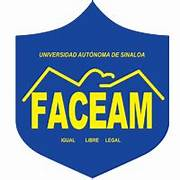 UNIVERSIDAD AUTÓNOMA DE SINALOA
FACEAM
IGUAL LIBRE LEGAL